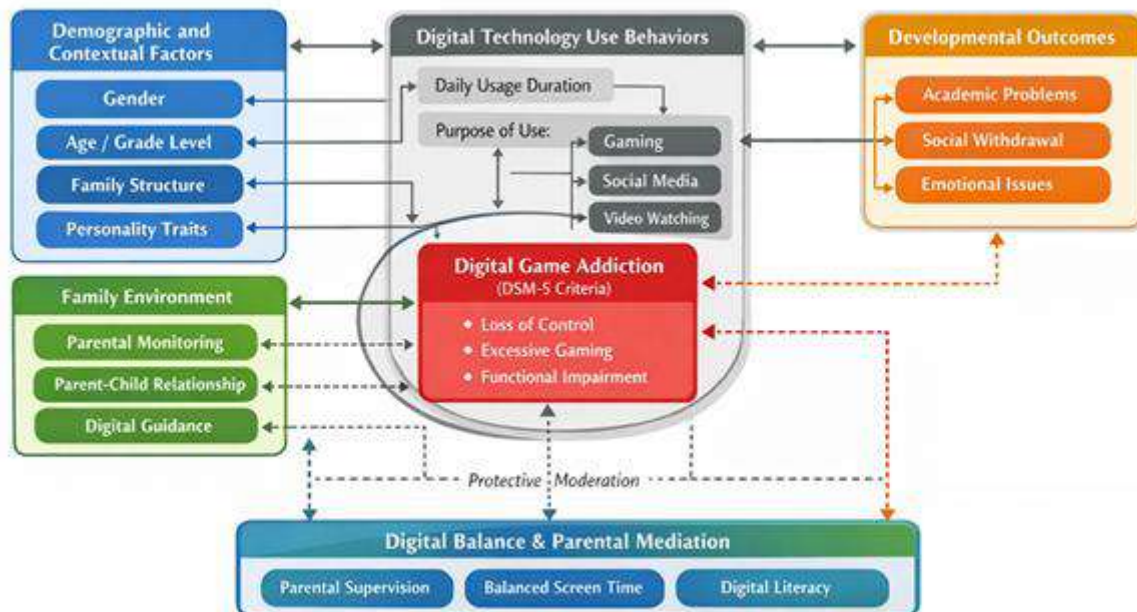 Demographic and
Contextual Factors
Gender
Age / Grade Level
Family Structure
Personality Traits
Family Environment
Parental Monitoring
Parent-Child Relationship
Digital Guidance
Digital Technology Use Behaviors
Daily Usage Duration
Purpose of Use:
Gaming
Social Media
Video Watching
Digital Game Addiction
(DSM-5 Criteria)
Loss of Control
Excessive Gaming
Functional Impairment
Developmental Outcomes
Academic Problems
Social Withdrawal
Emotional Issues
Protective Moderation
Digital Balance & Parental Mediation
Parental Supervision
Balanced Screen Time
Digital Literacy